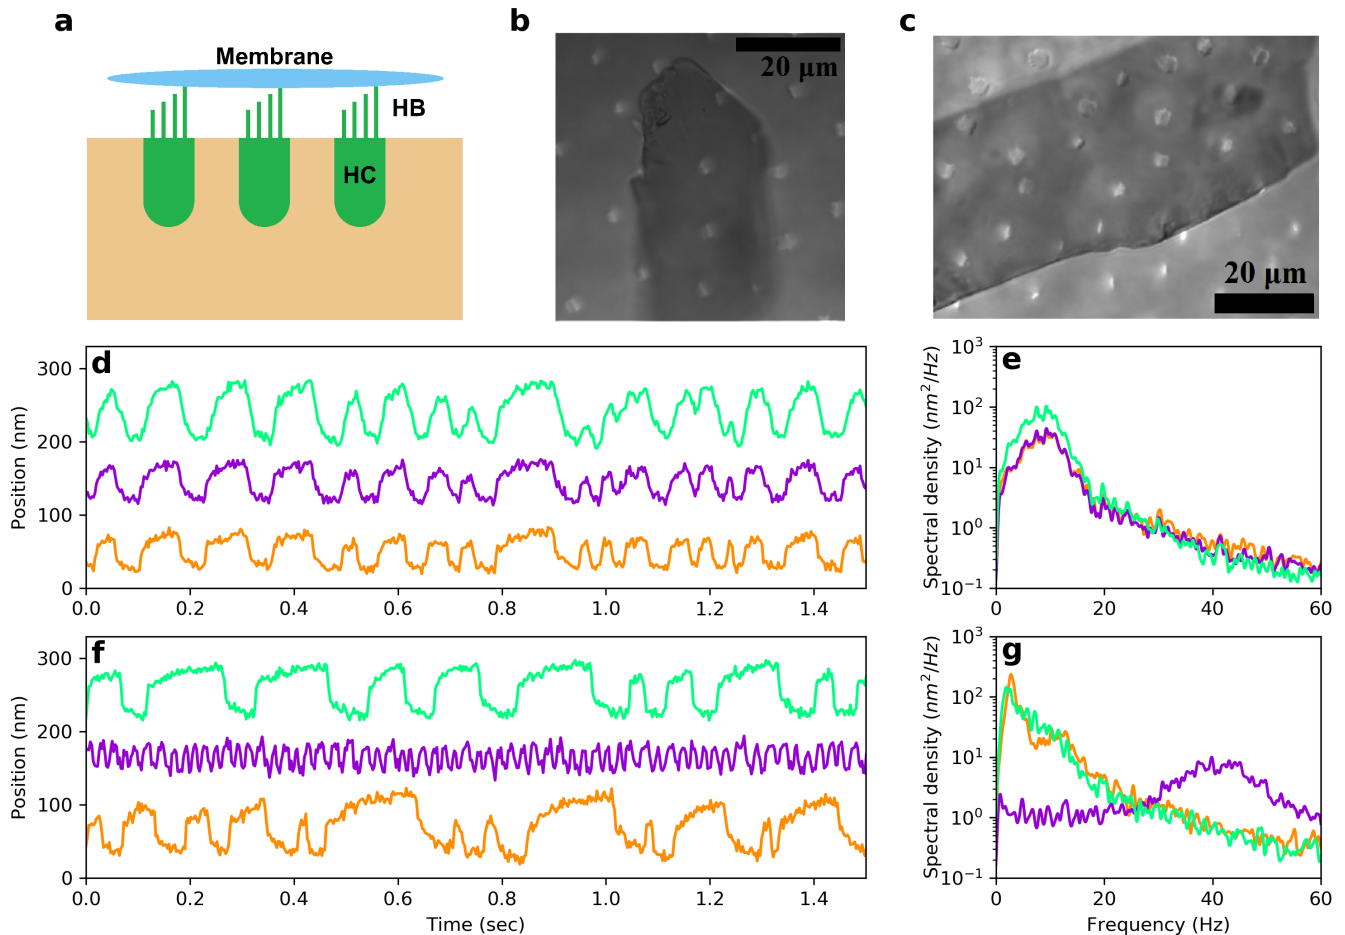 a
Membrane
HB
HC
b
20 μm
c
20 μm
d
Position (nm)
300
200
100
0
0.0 0.2 0.4 0.6 0.8 1.0 1.2 1.4
e
Spectral density (nm²/Hz)
10³
10²
10¹
10⁰
10⁻¹
0 20 40 60
f
Position (nm)
300
200
100
0
0.0 0.2 0.4 0.6 0.8 1.0 1.2 1.4
Time (sec)
g
Spectral density (nm²/Hz)
10³
10²
10¹
10⁰
10⁻¹
0 20 40 60
Frequency (Hz)